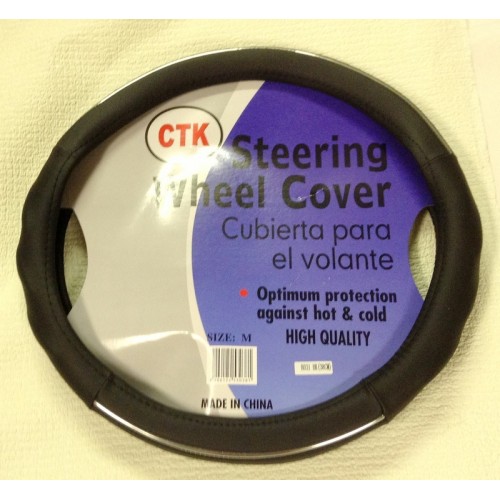 CTK
Steering
Wheel Cover
Cubierta para
el volante
Optimum protection
against hot & cold
HIGH QUALITY
SIZE: M
MADE IN CHINA